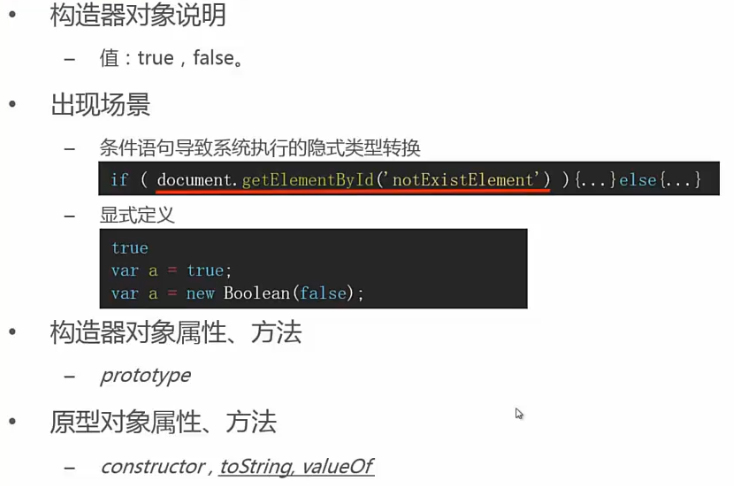 构造器对象说明
值：true，false。
出现场景
条件语句导致系统执行的隐式类型转换
if ( document.getElementById('notExistElement') ){...}else{...}
显式定义
true
var a = true;
var a = new Boolean(false);
构造器对象属性、方法
prototype
原型对象属性、方法
constructor , toString, valueOf